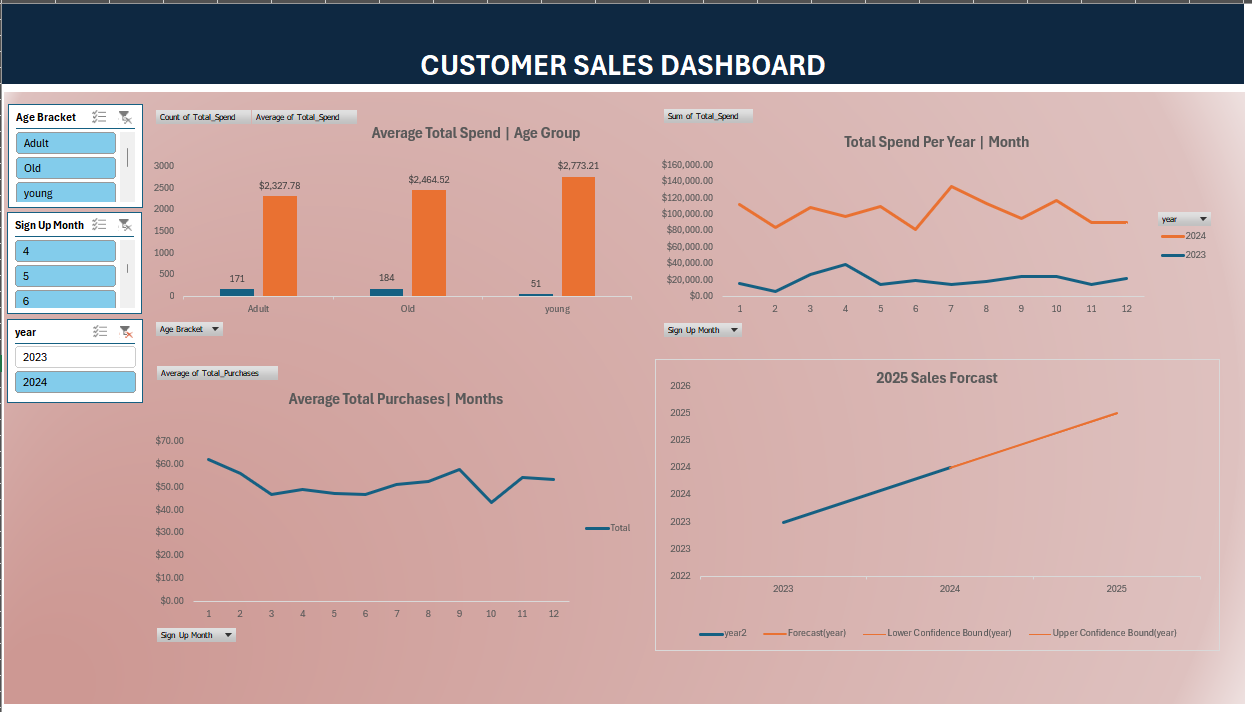 CUSTOMER SALES DASHBOARD
Age Bracket
Adult
Old
young
Sign Up Month
4
5
6
year
2023
2024
Count of Total_Spend
Average of Total_Spend
Average Total Spend | Age Group
3000
2500
2000
1500
1000
500
0
171
$2,327.78
184
$2,464.52
51
$2,773.21
Adult
Old
young
Age Bracket
Sum of Total_Spend
Total Spend Per Year | Month
$160,000.00
$140,000.00
$120,000.00
$100,000.00
$80,000.00
$60,000.00
$40,000.00
$20,000.00
$0.00
1 2 3 4 5 6 7 8 9 10 11 12
year
2024
2023
Sign Up Month
Average of Total_Purchases
Average Total Purchases| Months
$70.00
$60.00
$50.00
$40.00
$30.00
$20.00
$10.00
$0.00
1 2 3 4 5 6 7 8 9 10 11 12
Total
Sign Up Month
2025 Sales Forcast
2026
2025
2025
2024
2024
2023
2023
2022
2023 2024 2025
year2 Forecast(year) Lower Confidence Bound(year) Upper Confidence Bound(year)